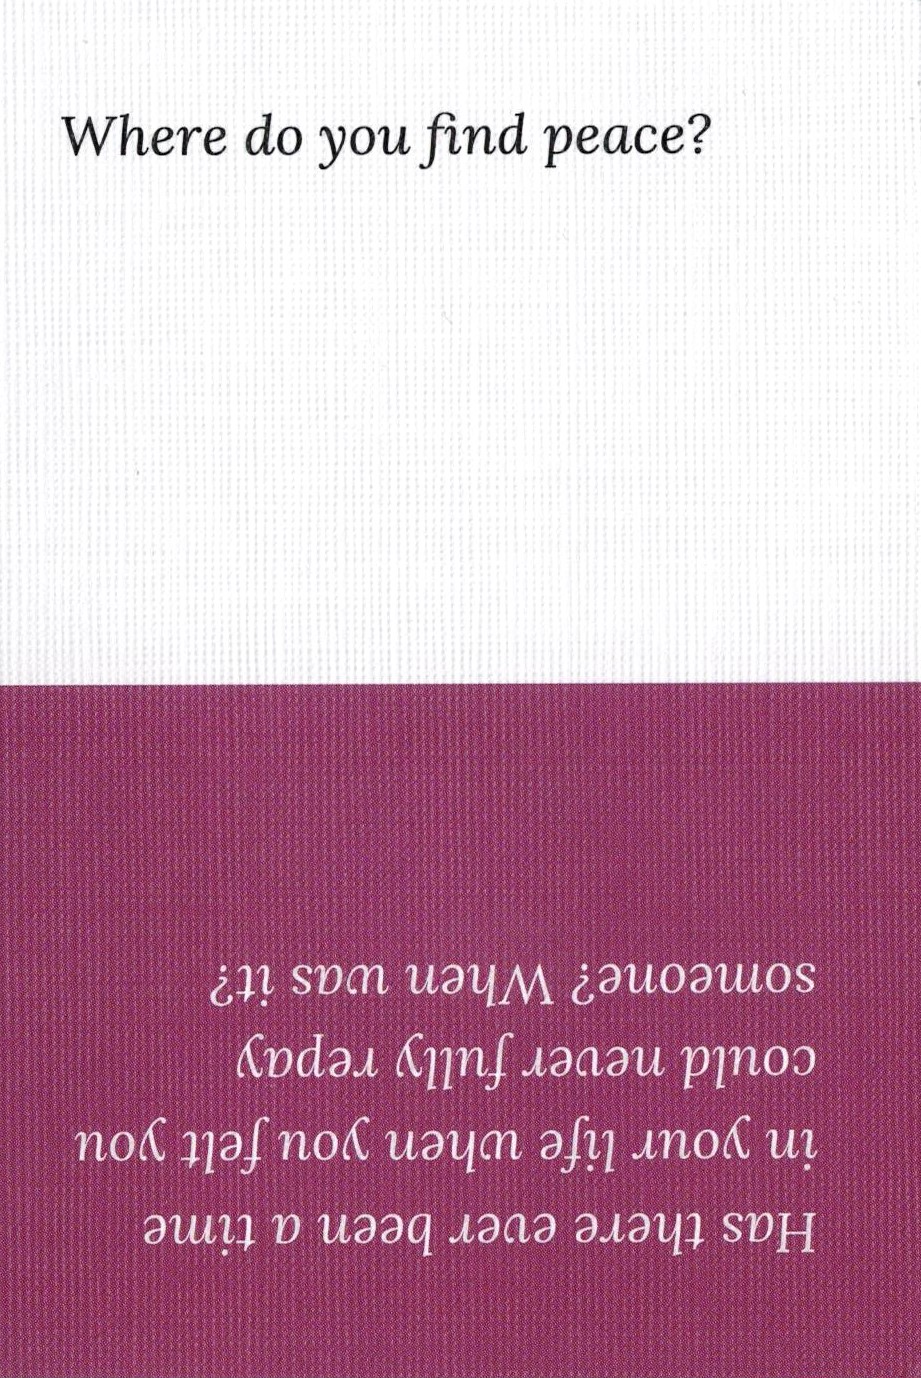 Where do you find peace?
Has there ever been a time
in your life when you felt you
could never fully repay
someone? When was it?